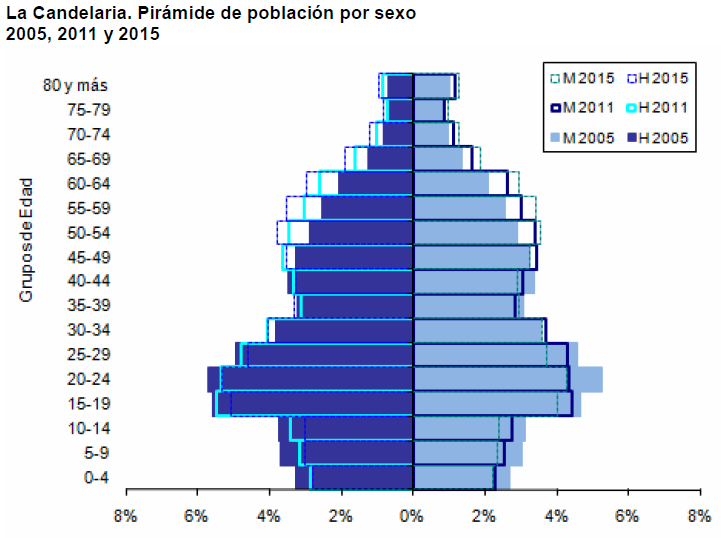 La Candelaria. Pirámide de población por sexo
2005, 2011 y 2015
M 2015 H 2015
M 2011 H 2011
M 2005 H 2005
Grupos de Edad
80 y más
75-79
70-74
65-69
60-64
55-59
50-54
45-49
40-44
35-39
30-34
25-29
20-24
15-19
10-14
5-9
0-4
8% 6% 4% 2% 0% 2% 4% 6% 8%